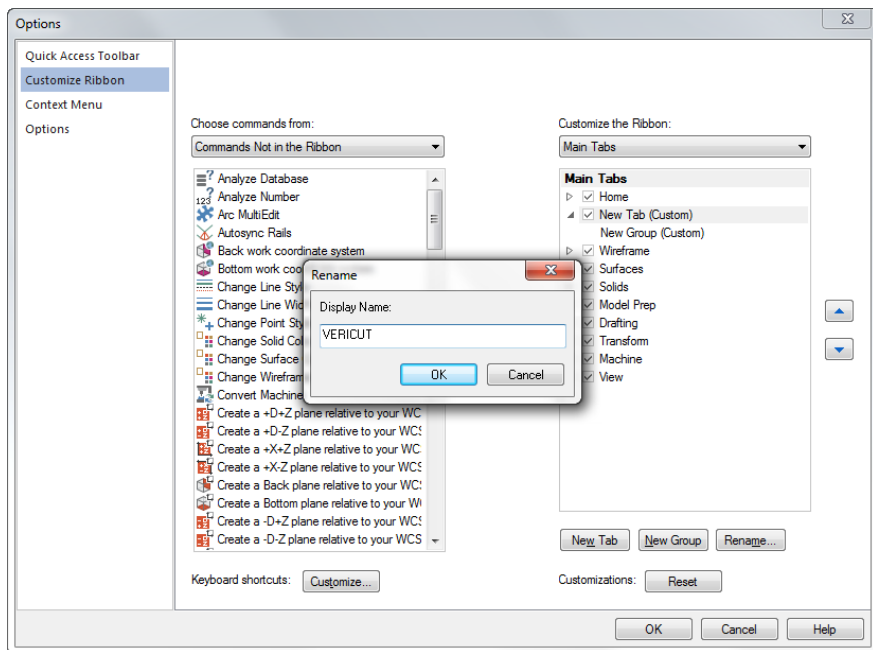 Options
Quick Access Toolbar
Customize Ribbon
Context Menu
Options
Choose commands from:
Commands Not in the Ribbon
Analyze Database
123 Analyze Number
Arc MultiEdit
Autosync Rails
Back work coordinate system
Bottom work coo
Change Line Styl
Change Line Wid
Change Point Sty
Change Solid Col
Change Surface
Change Wirefram
Convert Machine
Create a +D+Z plane relative to your WC
Create a +D-Z plane relative to your WCS
Create a +X+Z plane relative to your WC
Create a +X-Z plane relative to your WCS
Create a Back plane relative to your WCS
Create a Bottom plane relative to your W
Create a -D+Z plane relative to your WCS
Create a -D-Z plane relative to your WCS
Keyboard shortcuts: Customize...
Customize the Ribbon:
Main Tabs
Main Tabs
Home
New Tab (Custom)
New Group (Custom)
Wireframe
Surfaces
Solids
Model Prep
Drafting
Transform
Machine
View
New Tab New Group Rename...
Customizations: Reset
Rename
Display Name:
VERICUT
OK Cancel
OK Cancel Help